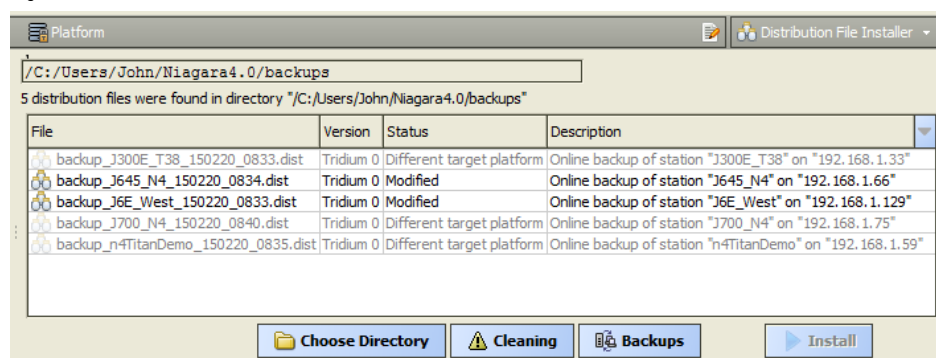 Platform
Distribution File Installer
/C:/Users/John/Niagara4.0/backups
5 distribution files were found in directory "/C:/Users/John/Niagara4.0/backups"
File Version Status Description
backup_J300E_T38_150220_0833.dist Tridium 0 Different target platform Online backup of station "J300E_T38" on "192.168.1.33"
backup_J645_N4_150220_0834.dist Tridium 0 Modified Online backup of station "J645_N4" on "192.168.1.66"
backup_J6E_West_150220_0833.dist Tridium 0 Modified Online backup of station "J6E_West" on "192.168.1.129"
backup_J700_N4_150220_0840.dist Tridium 0 Different target platform Online backup of station "J700_N4" on "192.168.1.75"
backup_n4TitanDemo_150220_0835.dist Tridium 0 Different target platform Online backup of station "n4TitanDemo" on "192.168.1.59"
Choose Directory Cleaning Backups Install